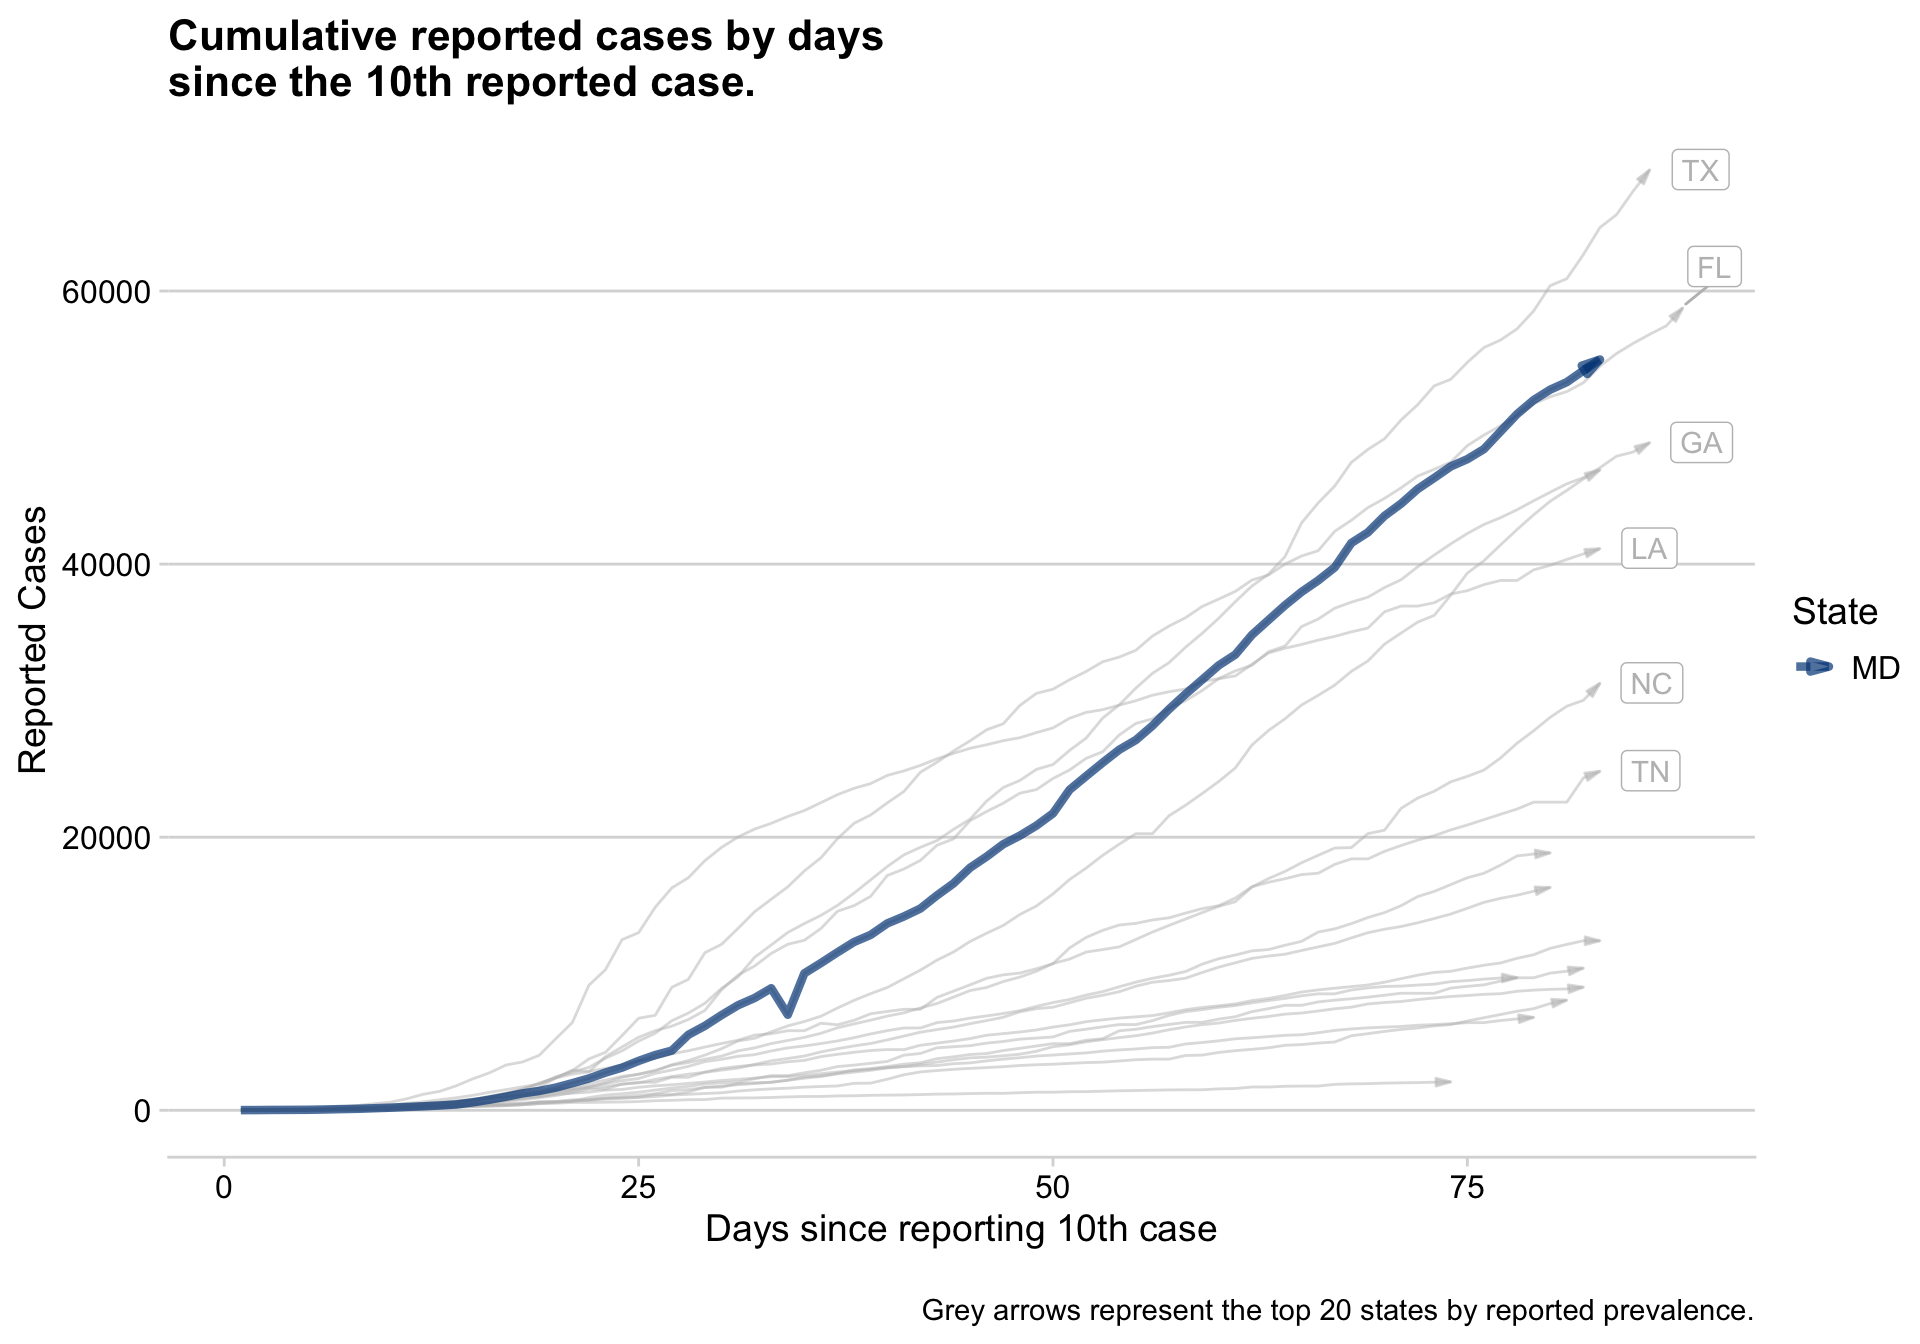 Cumulative reported cases by days
since the 10th reported case.
TX
FL
60000
GA
LA
40000
Reported Cases
State
MD
NC
TN
20000
0
0 25 50 75
Days since reporting 10th case
Grey arrows represent the top 20 states by reported prevalence.